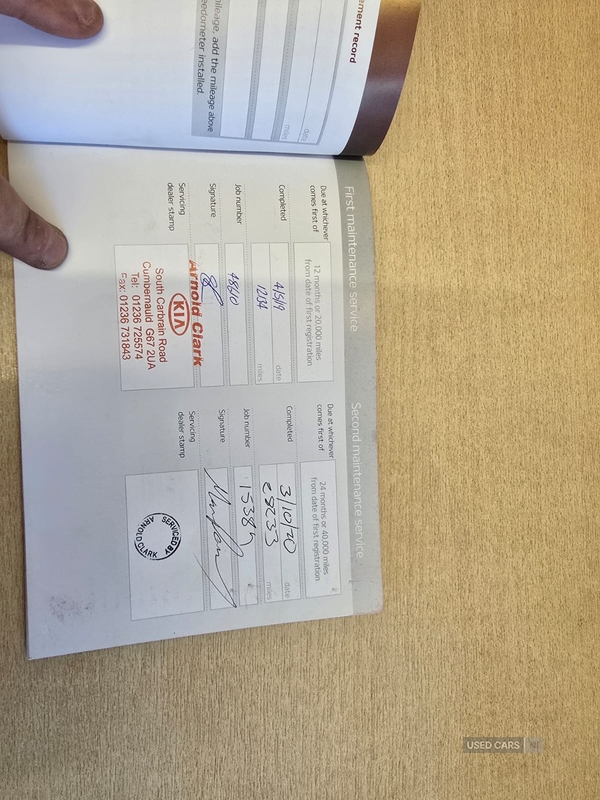 ement record
date
miles
mileage, add the mileage above
eedometer installed.
First maintenance service
Due at whichever
comes first of
12 months or 20,000 miles
from date of first registration
Completed
4/5/19
date
miles
Job number
Signature
Servicing
dealer stamp
Arnold Clark
KIA
South Carbrain Road
Cumbernauld G67 2UA
Tel: 01236 725574
Fax: 01236 731843
Second maintenance service
Due at whichever
comes first of
24 months or 40,000 miles
from date of first registration
Completed
3/10/20
date
miles
Job number
Signature
Servicing
dealer stamp
SERVICED BY
ARNOLD CLARK
USED CARS NI